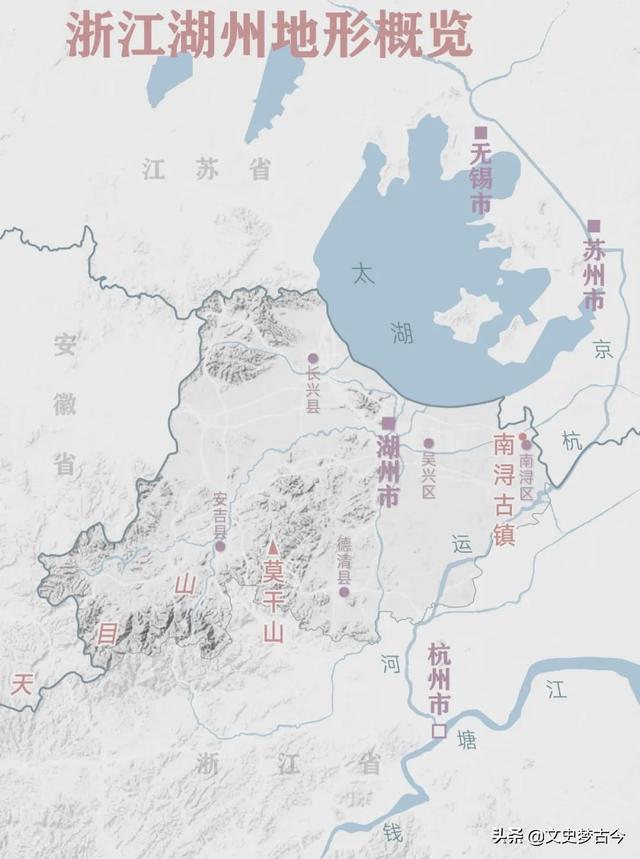 浙江湖州地形概览
江苏省
无锡市
苏州市
太湖
安徽省
长兴县
京杭运河
湖州市
吴兴区
南浔区
南浔古镇
安吉县
莫干山
德清县
天目山
杭州市
钱塘江
浙江省
头条 @文史梦古今